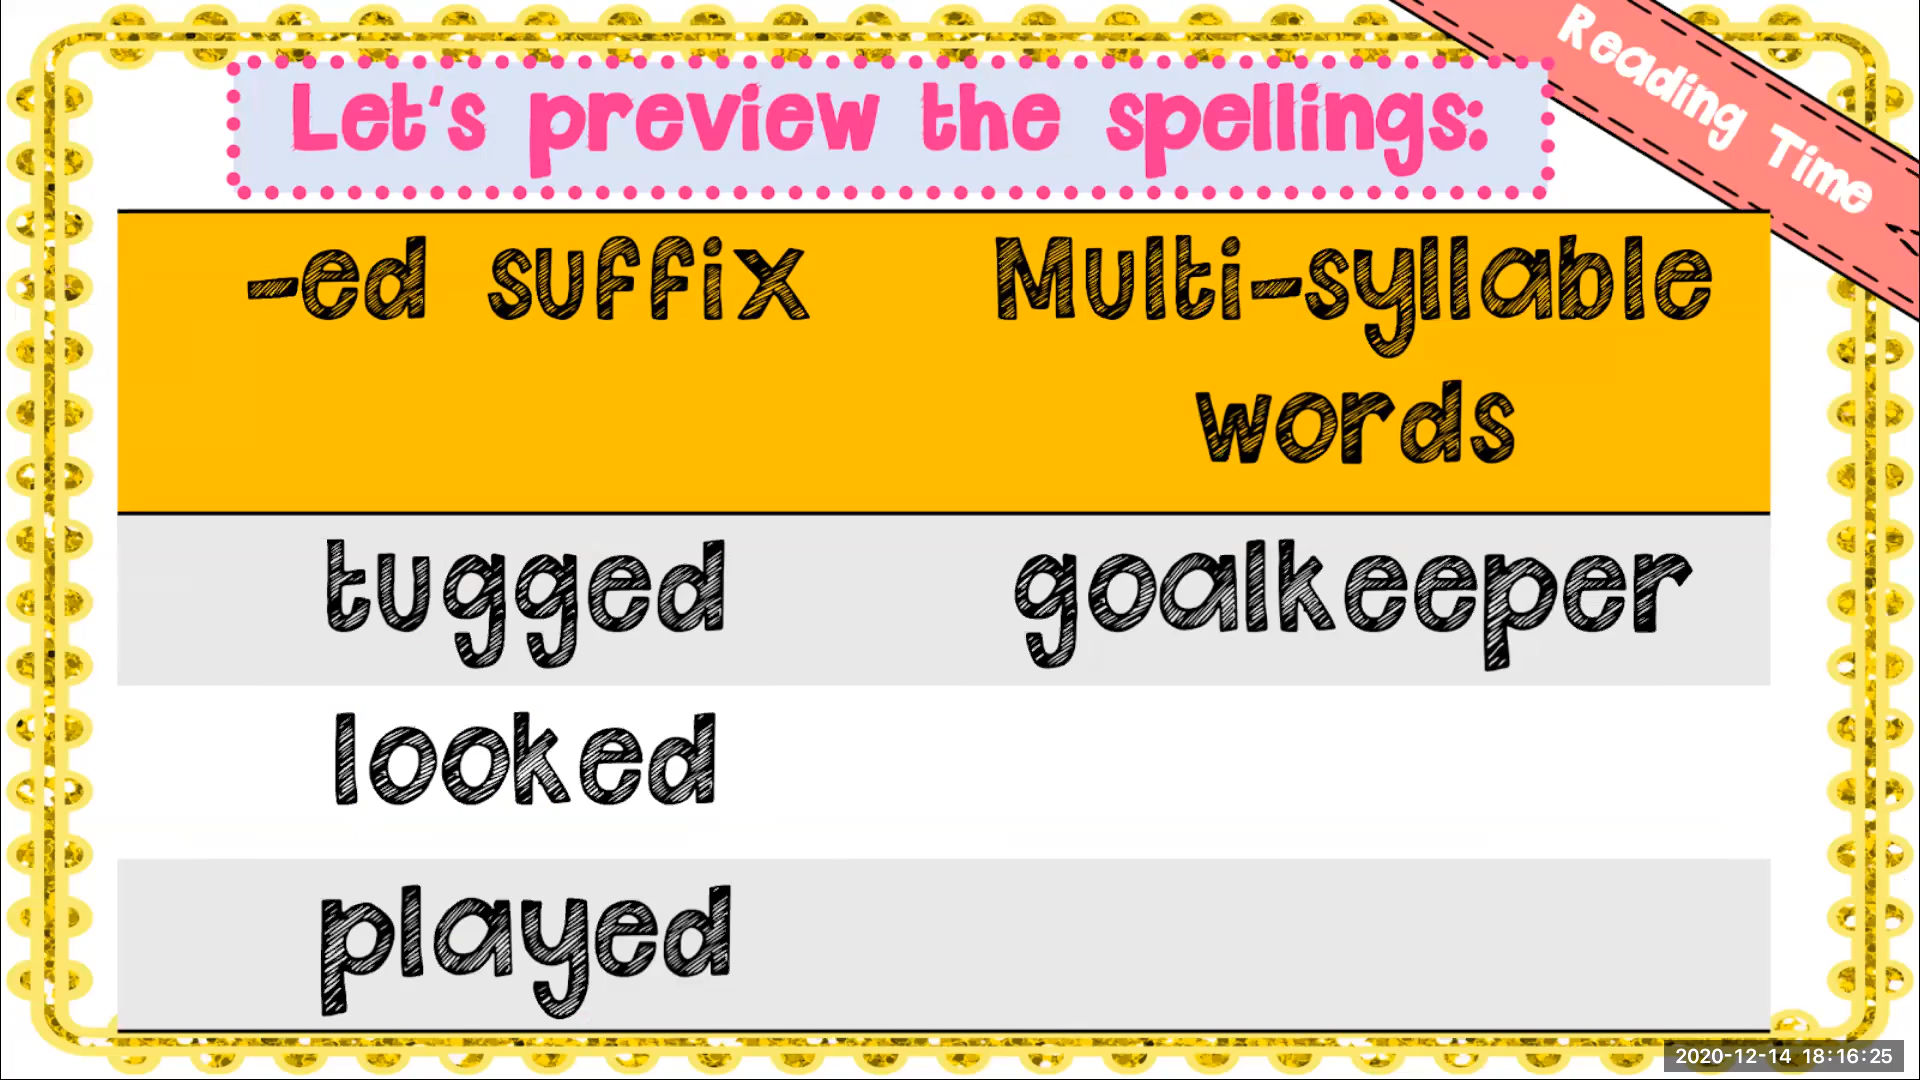 Reading Time
Let's preview the spellings:
-ed suffix
Multi-syllable
words
tugged
goalkeeper
looked
played
2020-12-14 18:16:25